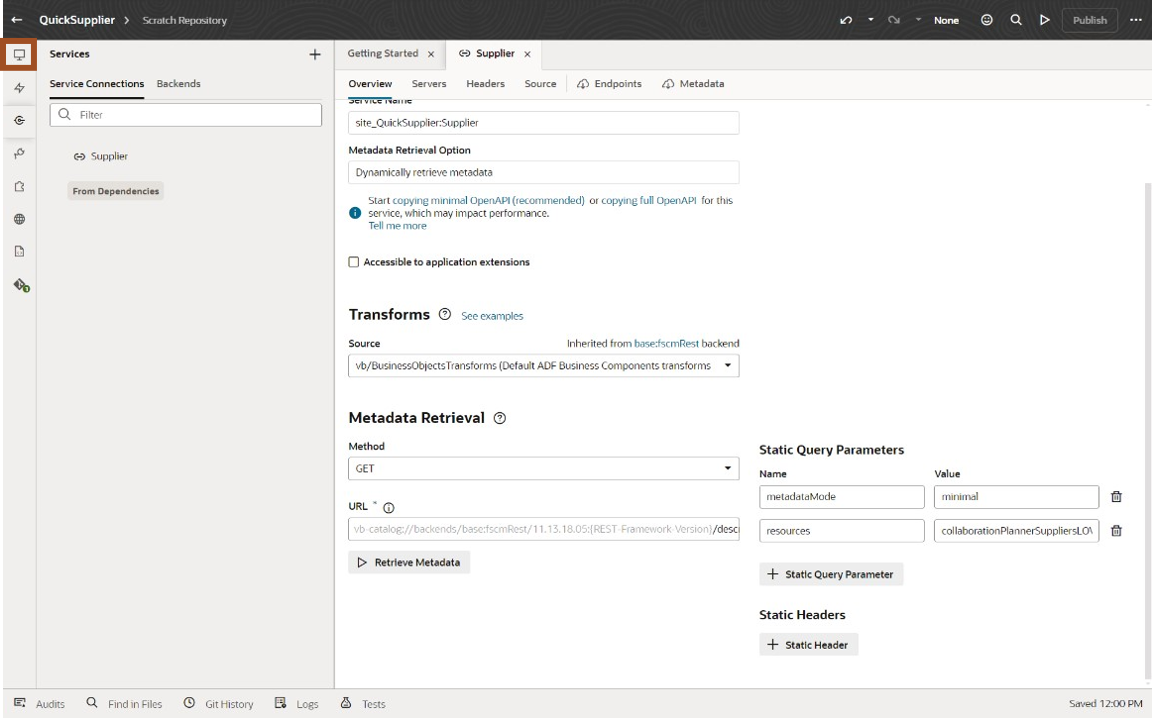 QuickSupplier > Scratch Repository None Publish
Services
Getting Started Supplier
Service Connections Backends
Overview Servers Headers Source Endpoints Metadata
Filter
Supplier
From Dependencies
Service Name
site_QuickSupplier:Supplier
Metadata Retrieval Option
Dynamically retrieve metadata
Start copying minimal OpenAPI (recommended) or copying full OpenAPI for this
service, which may impact performance.
Tell me more
Accessible to application extensions
Transforms See examples
Source Inherited from base:fscmRest backend
vb/BusinessObjectsTransforms (Default ADF Business Components transforms
Metadata Retrieval
Method
GET
URL *
vb-catalog://backends/base:fscmRest/11.13.18.05:{REST-Framework-Version}/descr
Retrieve Metadata
Static Query Parameters
Name Value
metadataMode minimal
resources collaborationPlannerSuppliersLOV
+ Static Query Parameter
Static Headers
+ Static Header
Audits Find in Files Git History Logs Tests Saved 12:00 PM